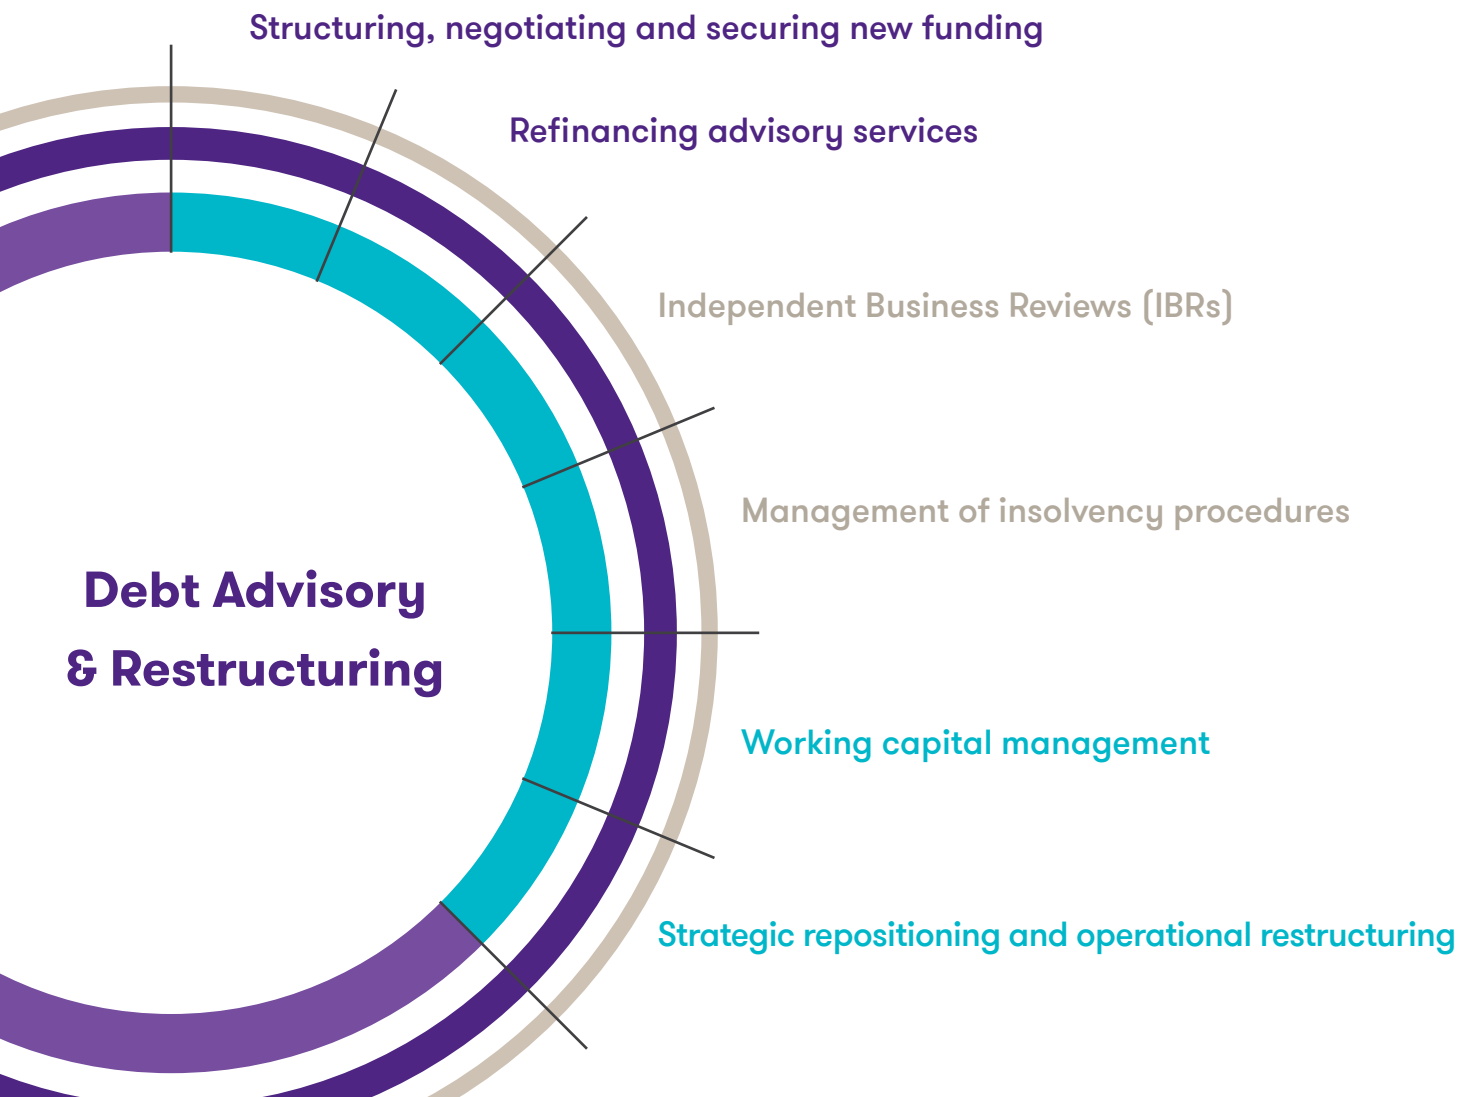 Structuring, negotiating and securing new funding
Refinancing advisory services
Independent Business Reviews (IBRs)
Management of insolvency procedures
Debt Advisory
& Restructuring
Working capital management
Strategic repositioning and operational restructuring